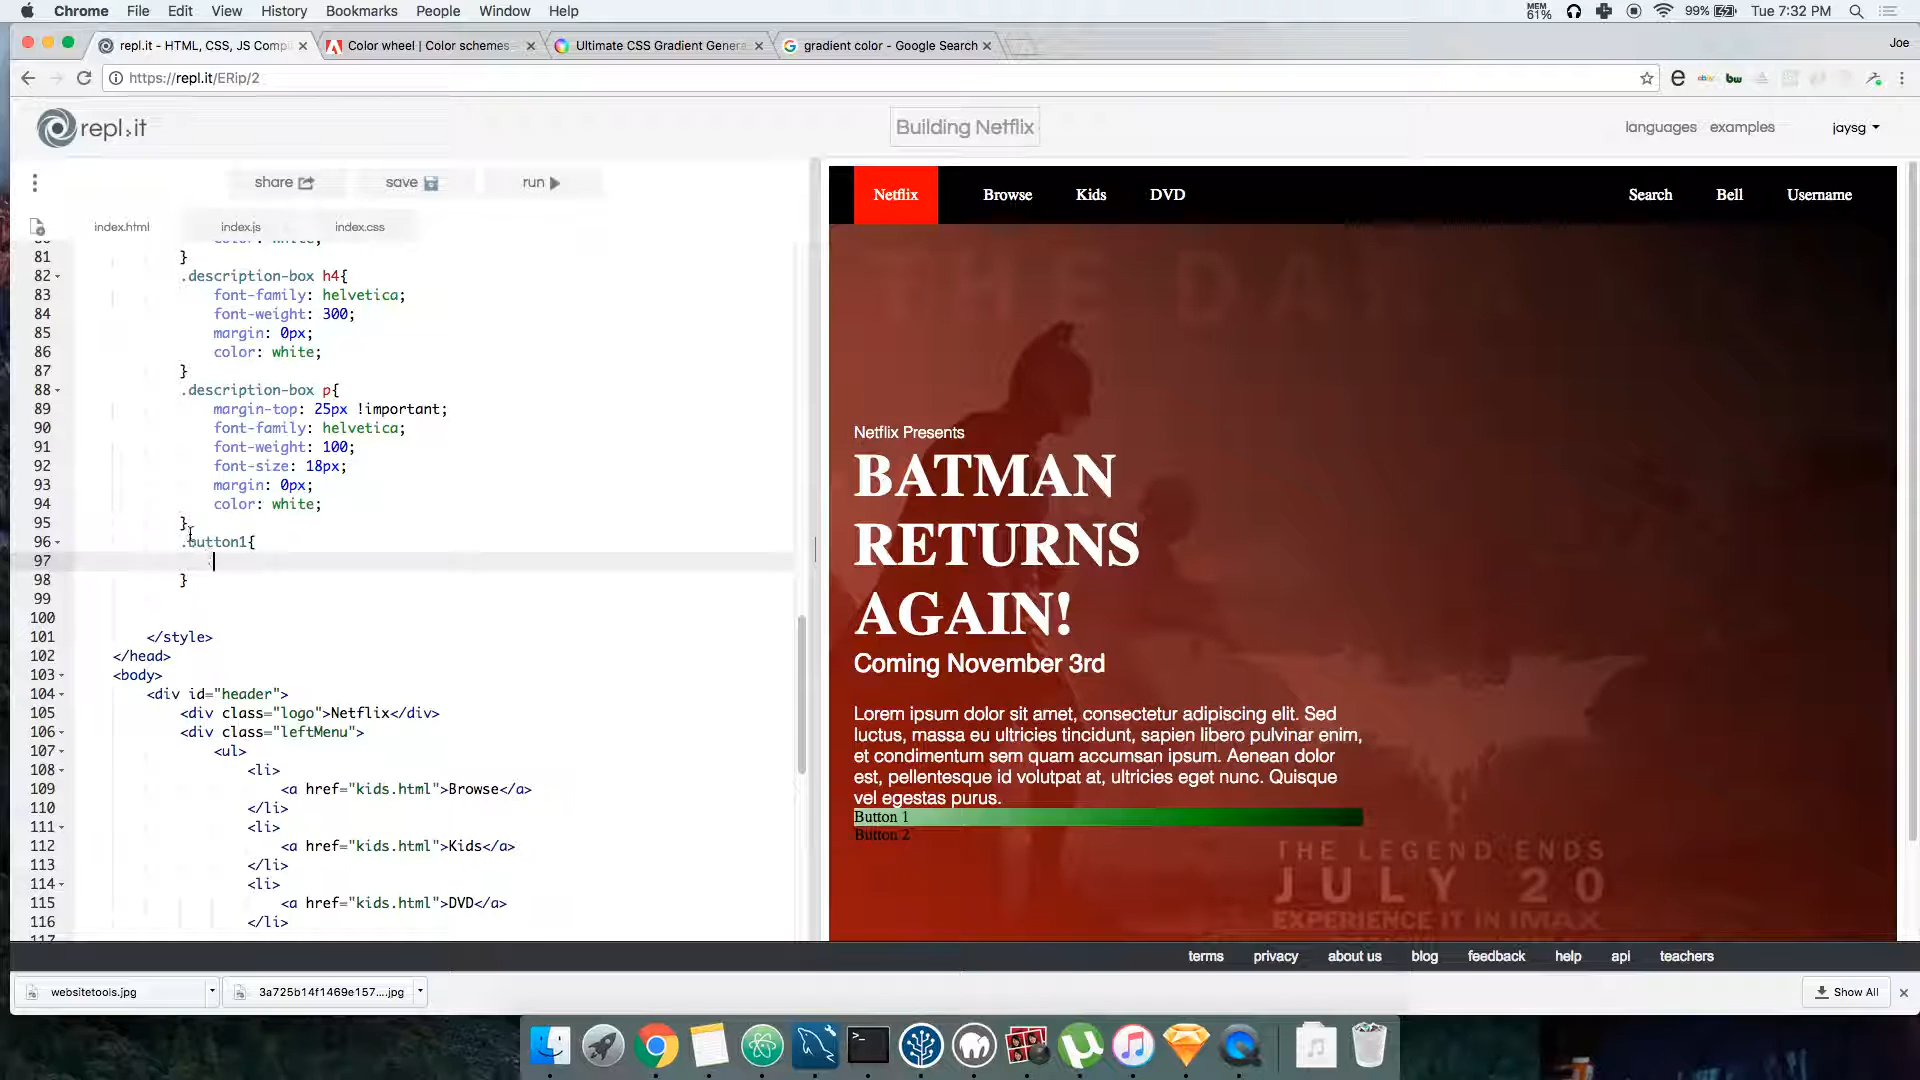 Chrome File Edit View History Bookmarks People Window Help
MEM 61% 99% Tue 7:32 PM
repl.it - HTML, CSS, JS Compi Color wheel | Color schemes Ultimate CSS Gradient Genera gradient color - Google Search Joe
https://repl.it/ERip/2
repl.it Building Netflix languages examples jaysg
share save run
index.html index.js index.css
81 }
82 .description-box h4{
83 font-family: helvetica;
84 font-weight: 300;
85 margin: 0px;
86 color: white;
87 }
88 .description-box p{
89 margin-top: 25px !important;
90 font-family: helvetica;
91 font-weight: 100;
92 font-size: 18px;
93 margin: 0px;
94 color: white;
95 }
96 .button1{
97
98 }
99
100
101 </style>
102 </head>
103 <body>
104 <div id="header">
105 <div class="logo">Netflix</div>
106 <div class="leftMenu">
107 <ul>
108 <li>
109 <a href="kids.html">Browse</a>
110 </li>
111 <li>
112 <a href="kids.html">Kids</a>
113 </li>
114 <li>
115 <a href="kids.html">DVD</a>
116 </li>
Netflix Browse Kids DVD Search Bell Username
THE DA
Netflix Presents
BATMAN
RETURNS
AGAIN!
Coming November 3rd
Lorem ipsum dolor sit amet, consectetur adipiscing elit. Sed
luctus, massa eu ultricies tincidunt, sapien libero pulvinar enim,
et condimentum sem quam accumsan ipsum. Aenean dolor
est, pellentesque id volutpat at, ultricies eget nunc. Quisque
vel egestas purus.
Button 1
Button 2
THE LEGEND ENDS
JULY 20
EXPERIENCE IT IN IMAX
terms privacy about us blog feedback help api teachers
websitetools.jpg 3a725b14f1469e157....jpg Show All